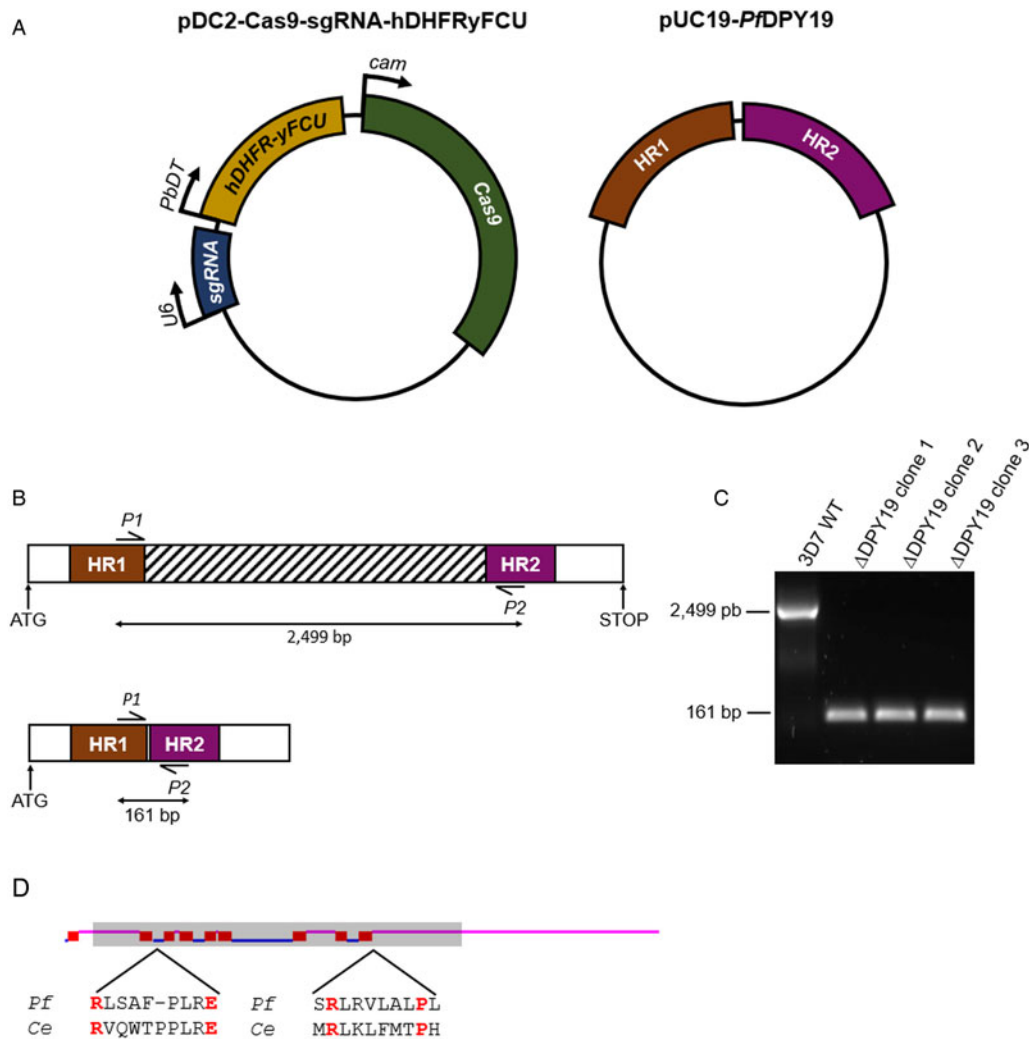 A
pDC2-Cas9-sgRNA-hDHFRyFCU
pUC19-PfDPY19
cam
hDHFR-yFCU
PbDT
sgRNA
U6
Cas9
HR1
HR2
B
P1
HR1
HR2
P2
ATG
STOP
2,499 bp
P1
HR1
HR2
P2
ATG
161 bp
C
3D7 WT
ΔDPY19 clone 1
ΔDPY19 clone 2
ΔDPY19 clone 3
2,499 pb
161 bp
D
Pf RLSAF-PLRE Pf SRLRVLALPL
Ce RVQWTPPLRE Ce MRLKLFMTPH